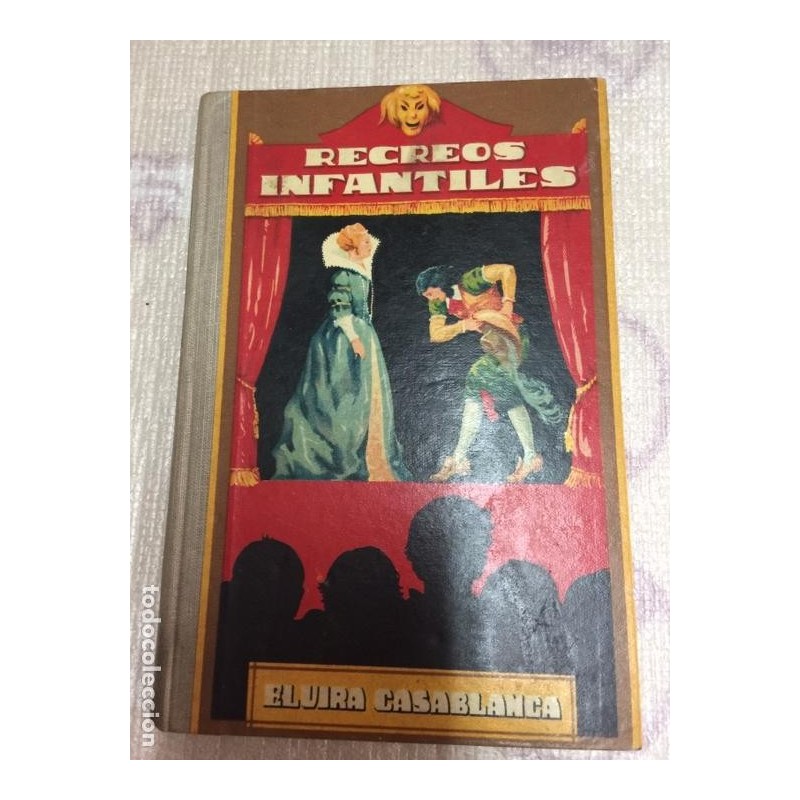 RECREOS
INFANTILES
ELVIRA CASABLANCA
todocoleccion